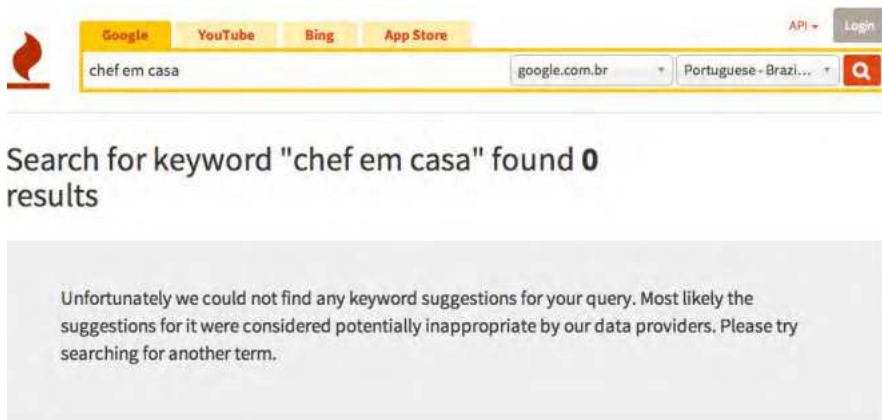 Google YouTube Bing App Store API Login
chef em casa google.com.br Portuguese - Brazi...
Search for keyword "chef em casa" found 0
results
Unfortunately we could not find any keyword suggestions for your query. Most likely the
suggestions for it were considered potentially inappropriate by our data providers. Please try
searching for another term.